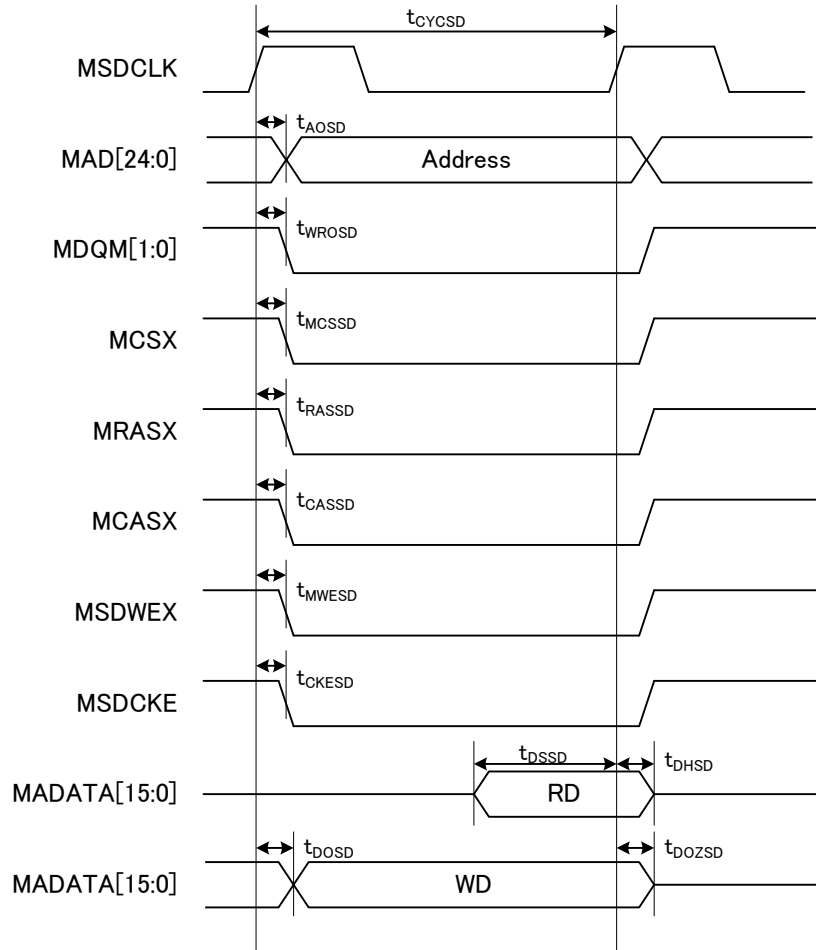 tCYCSD
MSDCLK
tAOSD
MAD[24:0]
Address
tWROSD
MDQM[1:0]
tMCSSD
MCSX
tRASSD
MRASX
tCASSD
MCASX
tMWESD
MSDWEX
tCKESD
MSDCKE
tDSSD
tDHSD
MADATA[15:0]
RD
tDOSD
tDOZSD
MADATA[15:0]
WD